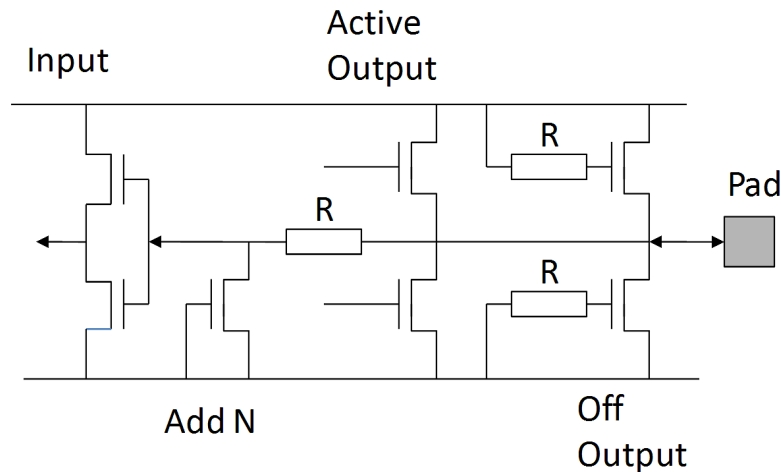 Active
Output
Input
R
Pad
R
R
Add N
Off
Output